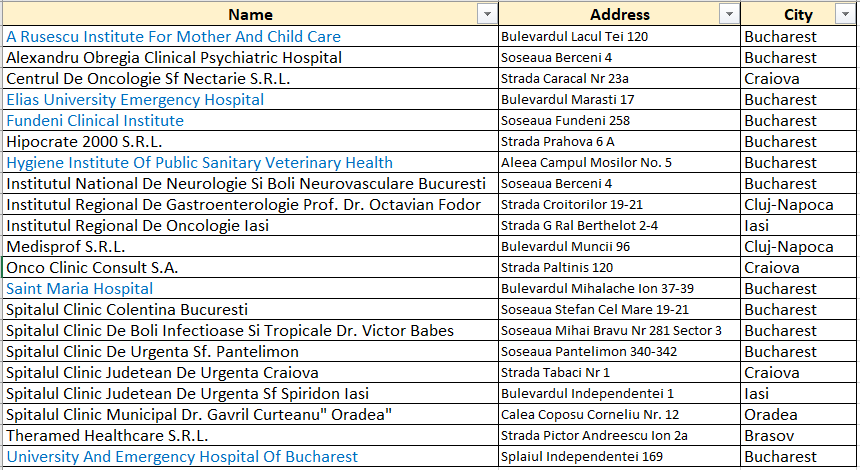 Name Address City
A Rusescu Institute For Mother And Child Care Bulevardul Lacul Tei 120 Bucharest
Alexandru Obregia Clinical Psychiatric Hospital Soseaua Berceni 4 Bucharest
Centrul De Oncologie Sf Nectarie S.R.L. Strada Caracal Nr 23a Craiova
Elias University Emergency Hospital Bulevardul Marasti 17 Bucharest
Fundeni Clinical Institute Soseaua Fundeni 258 Bucharest
Hipocrate 2000 S.R.L. Strada Prahova 6 A Bucharest
Hygiene Institute Of Public Sanitary Veterinary Health Aleea Campul Mosilor No. 5 Bucharest
Institutul National De Neurologie Si Boli Neurovasculare Bucuresti Soseaua Berceni 4 Bucharest
Institutul Regional De Gastroenterologie Prof. Dr. Octavian Fodor Strada Croitorilor 19-21 Cluj-Napoca
Institutul Regional De Oncologie Iasi Strada G Ral Berthelot 2-4 Iasi
Medisprof S.R.L. Bulevardul Muncii 96 Cluj-Napoca
Onco Clinic Consult S.A. Strada Paltinis 120 Craiova
Saint Maria Hospital Bulevardul Mihalache Ion 37-39 Bucharest
Spitalul Clinic Colentina Bucuresti Soseaua Stefan Cel Mare 19-21 Bucharest
Spitalul Clinic De Boli Infectioase Si Tropicale Dr. Victor Babes Soseaua Mihai Bravu Nr 281 Sector 3 Bucharest
Spitalul Clinic De Urgenta Sf. Pantelimon Soseaua Pantelimon 340-342 Bucharest
Spitalul Clinic Judetean De Urgenta Craiova Strada Tabaci Nr 1 Craiova
Spitalul Clinic Judetean De Urgenta Sf Spiridon Iasi Bulevardul Independentei 1 Iasi
Spitalul Clinic Municipal Dr. Gavril Curteanu" Oradea" Calea Coposu Corneliu Nr. 12 Oradea
Theramed Healthcare S.R.L. Strada Pictor Andreescu Ion 2a Brasov
University And Emergency Hospital Of Bucharest Splaiul Independentei 169 Bucharest